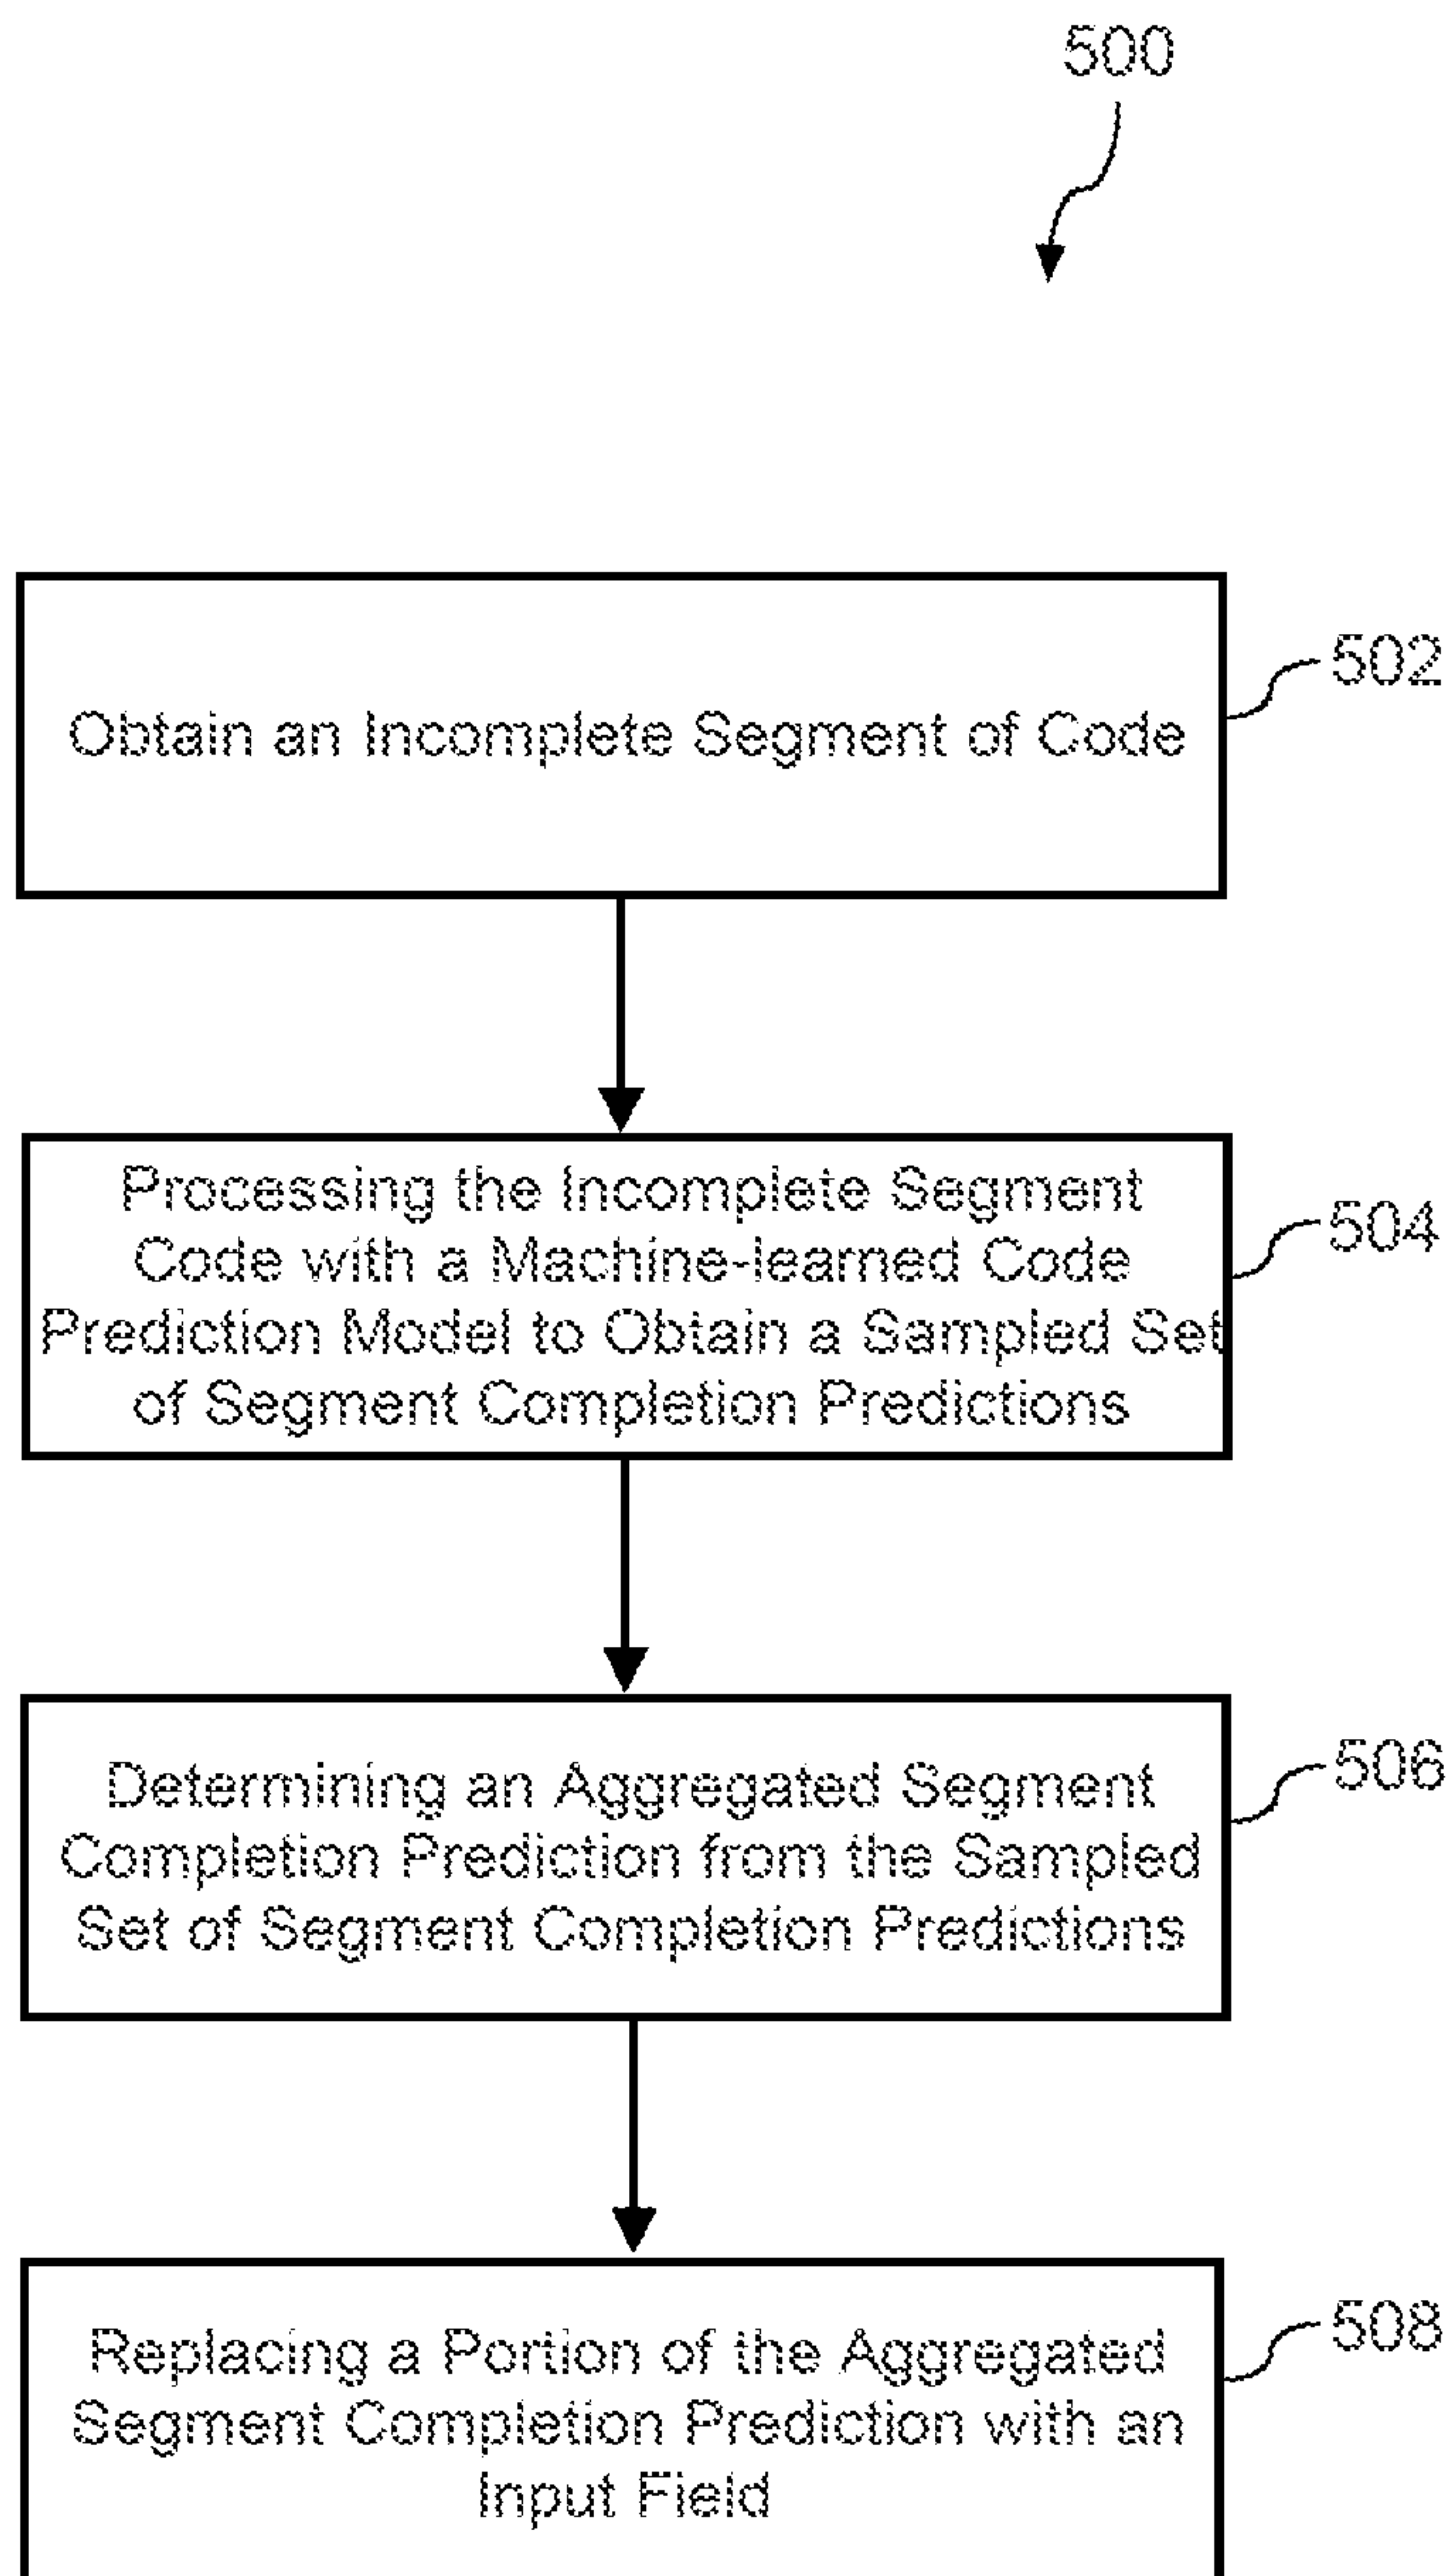 500
Obtain an Incomplete Segment of Code
502
Processing the Incomplete Segment
Code with a Machine-learned Code
Prediction Model to Obtain a Sampled Set
of Segment Completion Predictions
504
Determining an Aggregated Segment
Completion Prediction from the Sampled
Set of Segment Completion Predictions
506
Replacing a Portion of the Aggregated
Segment Completion Prediction with an
Input Field
508